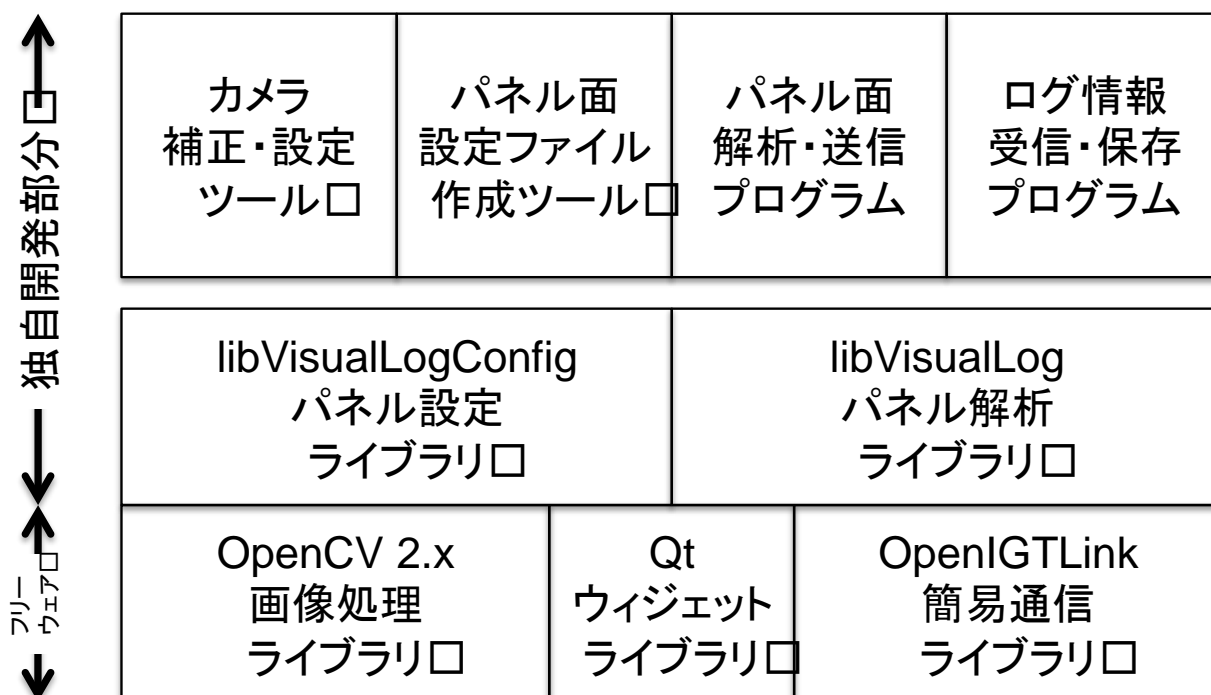 独自開発部分□
カメラ
補正・設定
ツール□
パネル面
設定ファイル
作成ツール□
パネル面
解析・送信
プログラム
ログ情報
受信・保存
プログラム
libVisualLogConfig
パネル設定
ライブラリ□
libVisualLog
パネル解析
ライブラリ□
フリー
ウェア□
OpenCV 2.x
画像処理
ライブラリ□
Qt
ウィジェット
ライブラリ□
OpenIGTLink
簡易通信
ライブラリ□